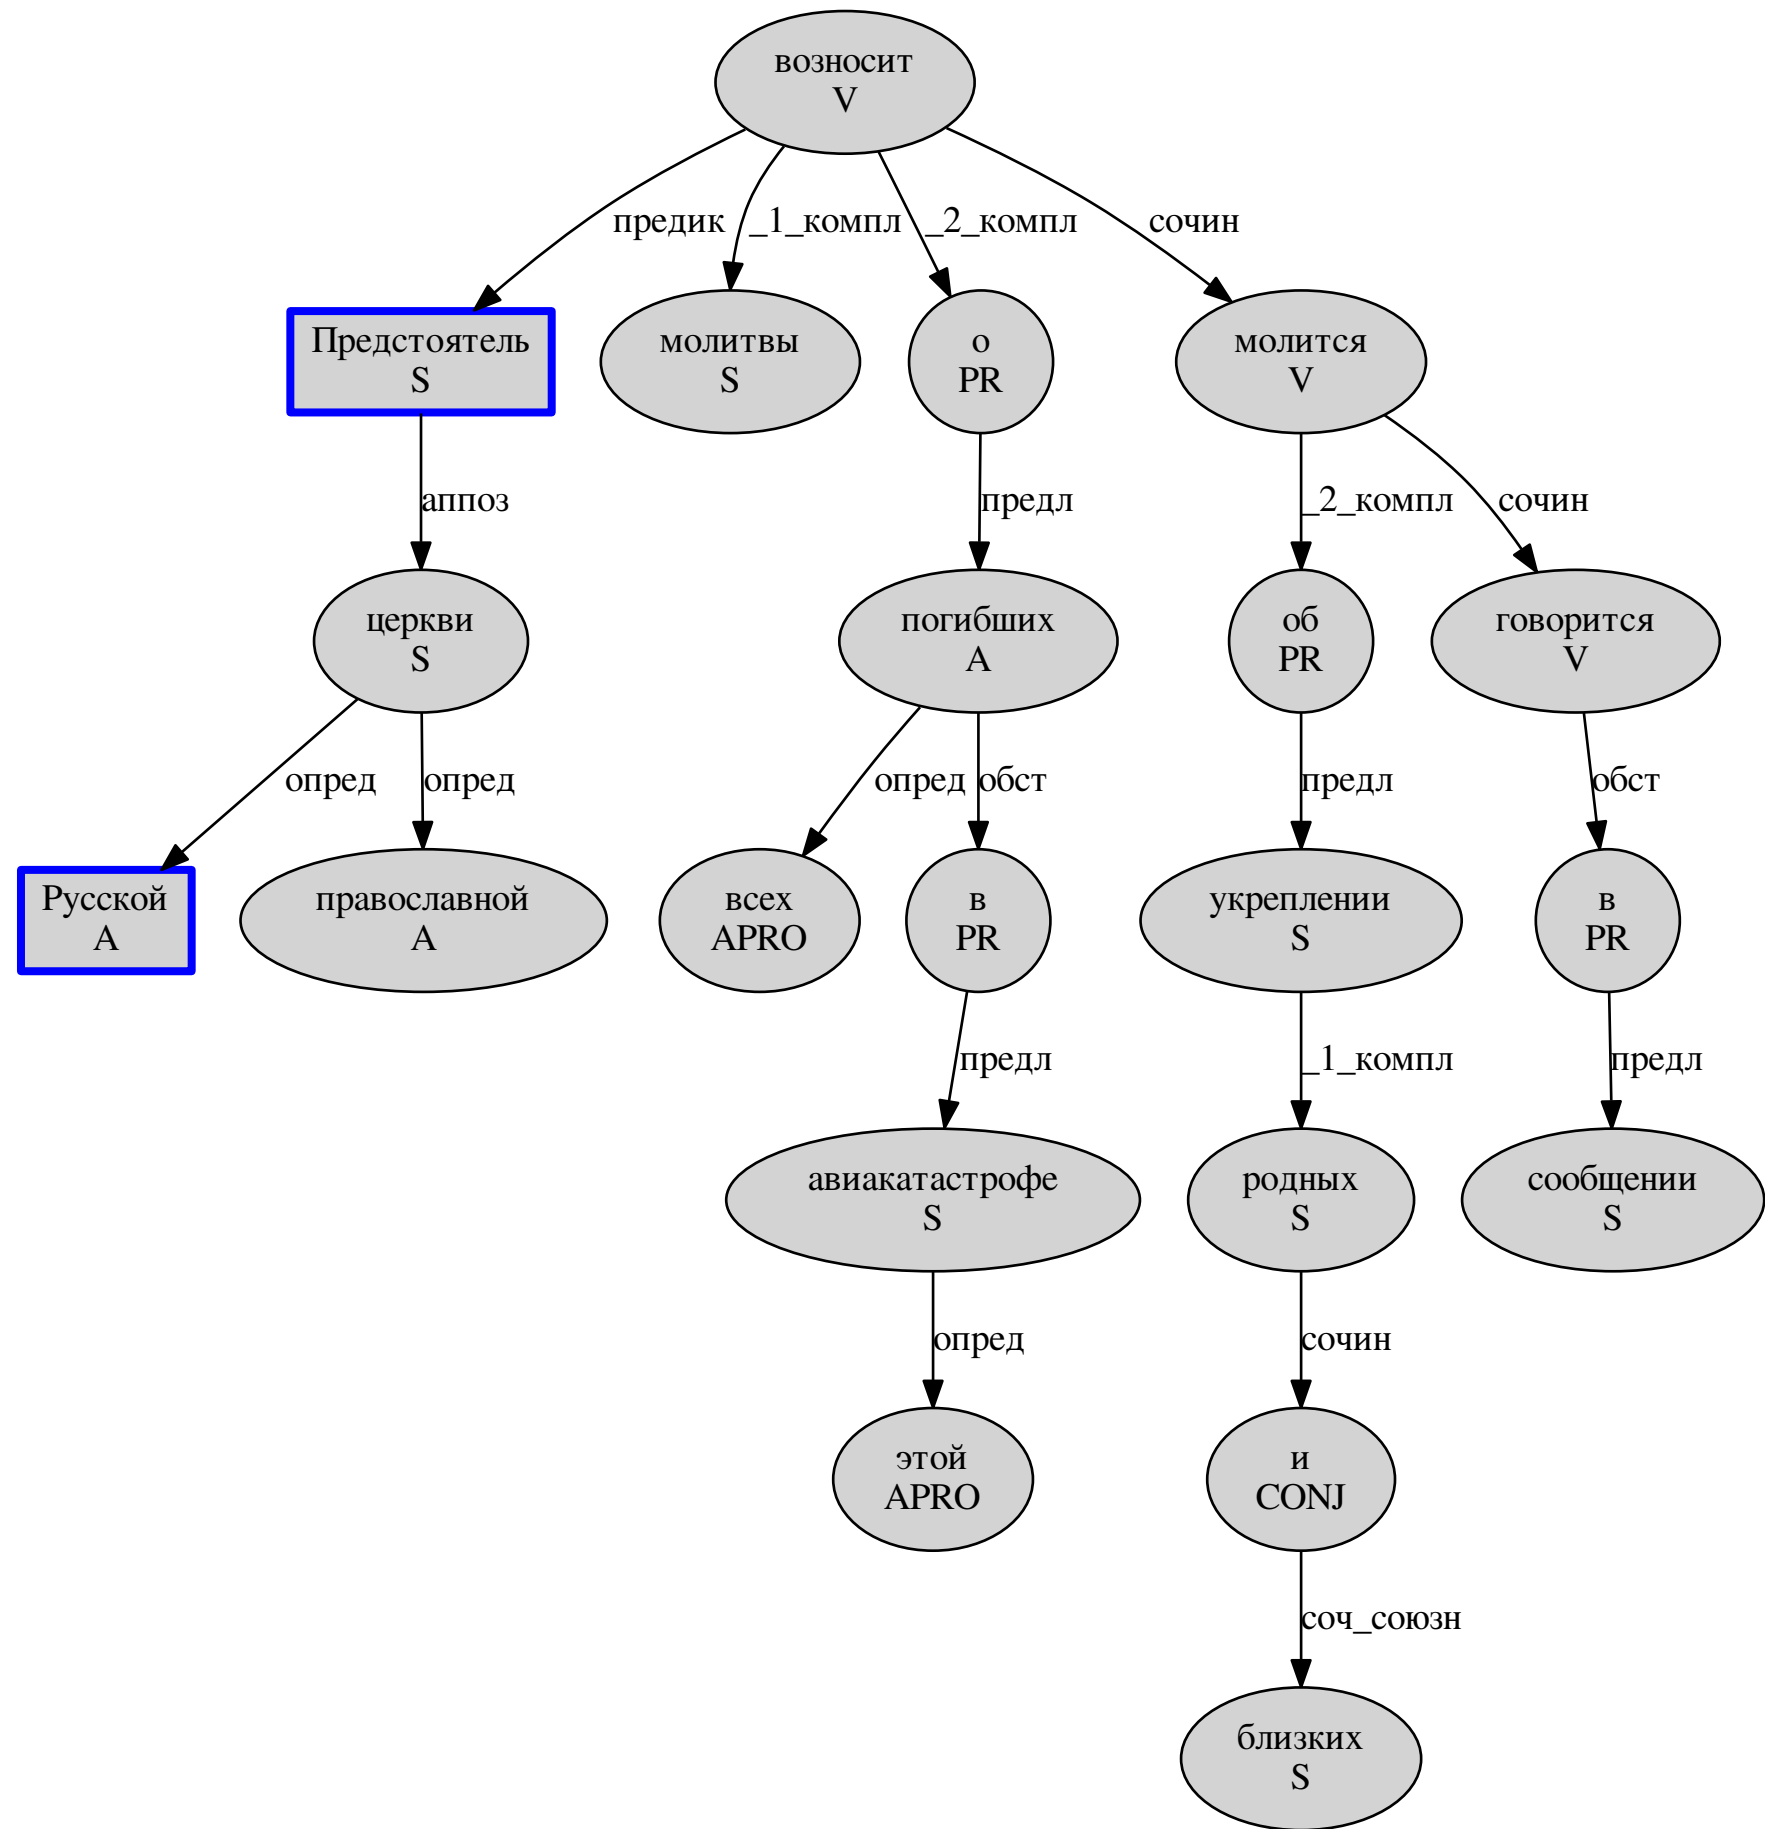 возносит
V
предик
_1_компл
_2_компл
сочин
Предстоятель
S
молитвы
S
о
PR
молится
V
аппоз
предл
_2_компл
сочин
церкви
S
погибших
A
об
PR
говорится
V
опред
опред
опред
обст
предл
обст
Русской
A
православной
A
всех
APRO
в
PR
укреплении
S
в
PR
предл
_1_компл
предл
авиакатастрофе
S
родных
S
сообщении
S
опред
сочин
этой
APRO
и
CONJ
соч_союзн
близких
S